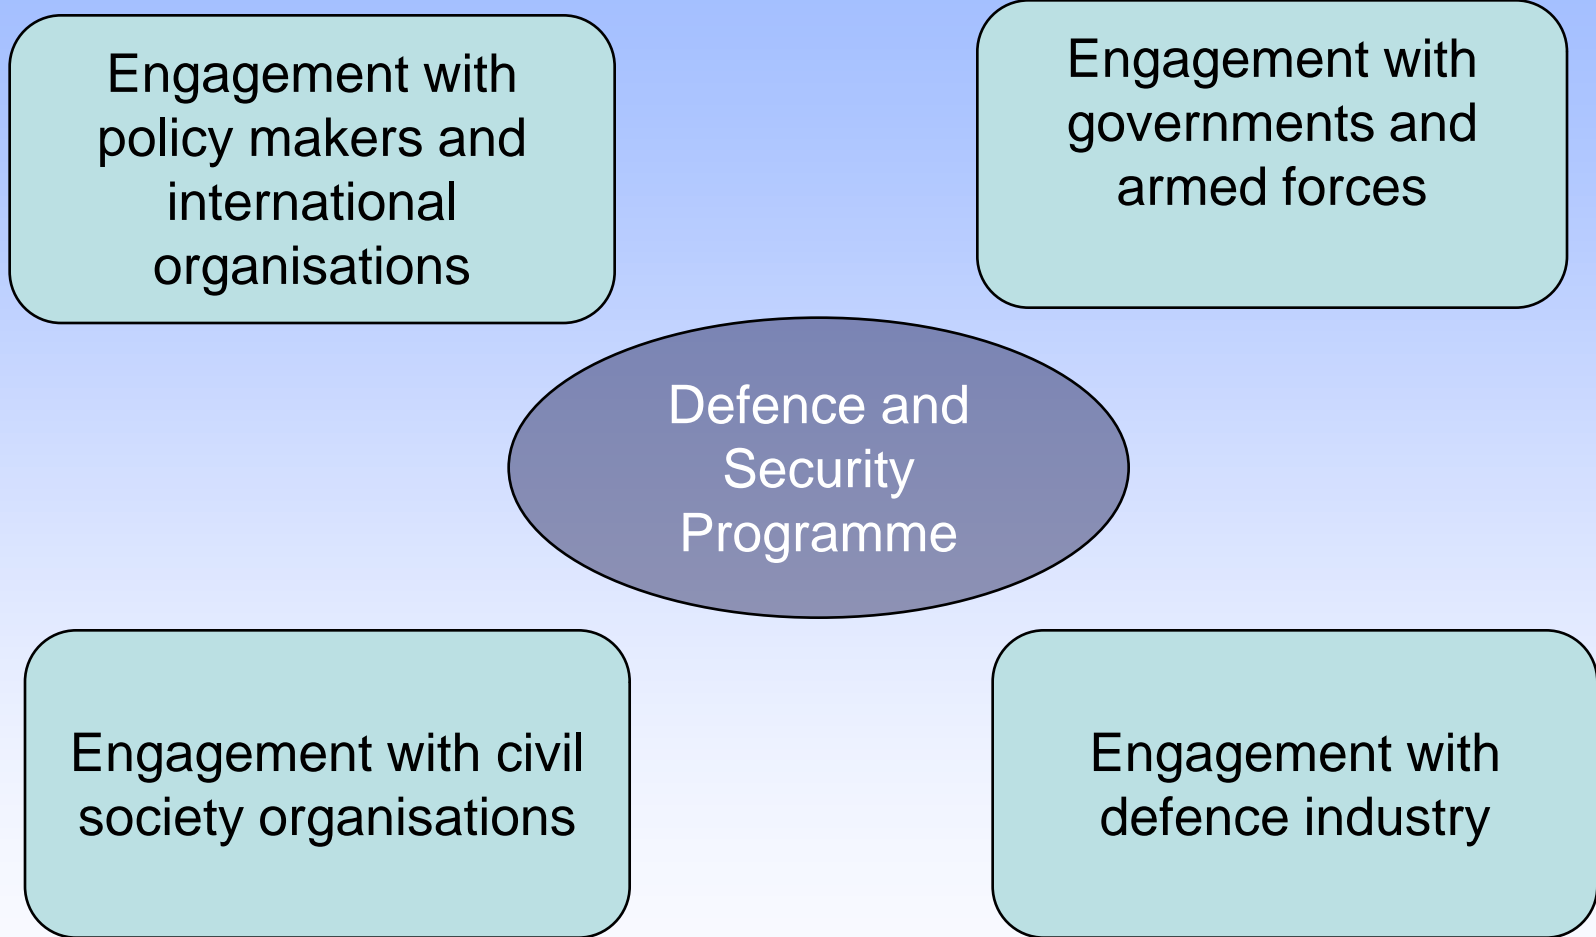 Engagement with
policy makers and
international
organisations
Engagement with
governments and
armed forces
Defence and
Security
Programme
Engagement with civil
society organisations
Engagement with
defence industry